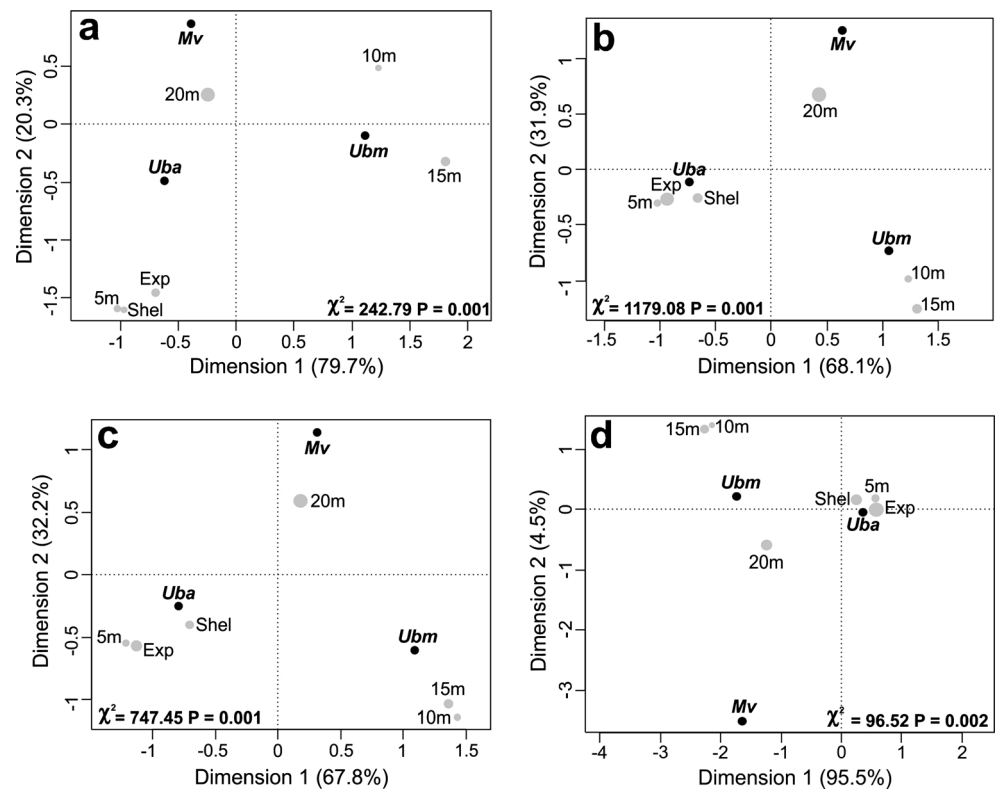 a
Mv
10m
20m
Ubm
15m
Uba
Exp
5m
Shel
χ²= 242.79 P = 0.001
0.5
0
-0.5
-1
-1.5
Dimension 2 (20.3%)
-1 -0.5 0 0.5 1 1.5 2
Dimension 1 (79.7%)
b
Mv
20m
Uba
Exp
5m
Shel
Ubm
10m
15m
χ²= 1179.08 P = 0.001
1
0.5
0
-0.5
-1
Dimension 2 (31.9%)
-1.5 -1 -0.5 0 0.5 1 1.5
Dimension 1 (68.1%)
c
Mv
20m
Uba
Shel
5m
Exp
Ubm
15m
10m
χ²= 747.45 P = 0.001
1
0.5
0
-0.5
-1
Dimension 2 (32.2%)
-1 -0.5 0 0.5 1 1.5
Dimension 1 (67.8%)
d
15m 10m
Ubm
5m
Shel
Exp
Uba
20m
Mv
χ² = 96.52 P = 0.002
1
0
-1
-2
-3
Dimension 2 (4.5%)
-4 -3 -2 -1 0 1 2
Dimension 1 (95.5%)